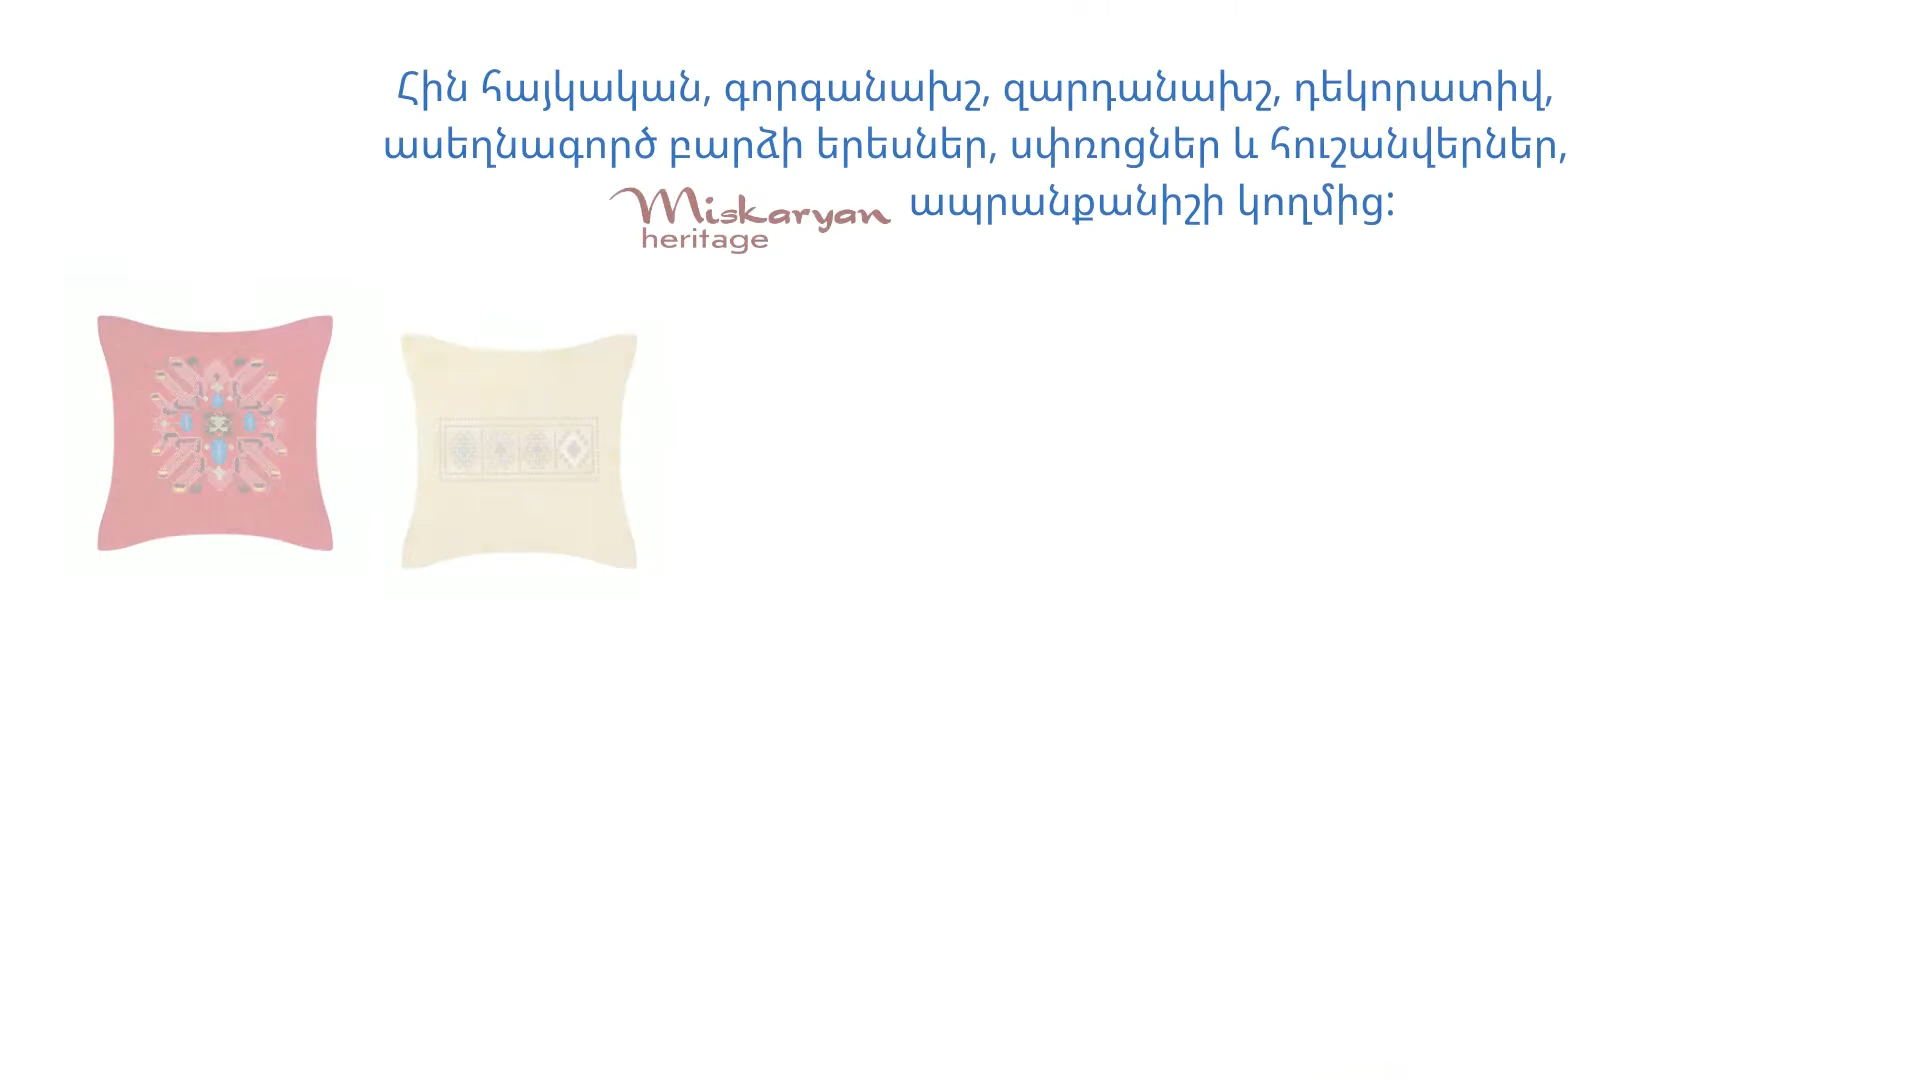 Հին հայկական, գորգանախշ, զարդանախշ, դեկորատիվ,
ասեղնագործ բարձի երեսներ, սփռոցներ և հուշանվերներ,
Miskaryan heritage ապրանքանիշի կողմից: